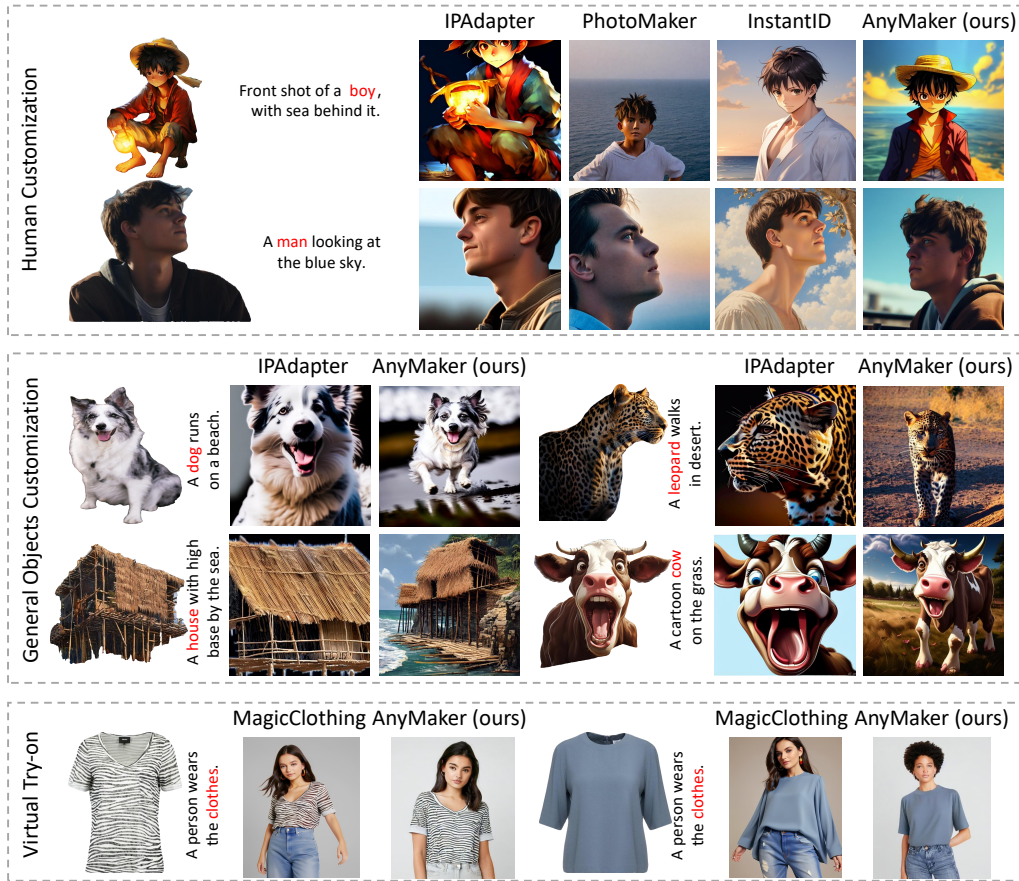 IPAdapter PhotoMaker InstantID AnyMaker (ours)
Human Customization
Front shot of a boy,
with sea behind it.
A man looking at
the blue sky.
IPAdapter AnyMaker (ours) IPAdapter AnyMaker (ours)
General Objects Customization
A dog runs
on a beach.
A leopard walks
in desert.
A house with high
base by the sea.
A cartoon cow
on the grass.
MagicClothing AnyMaker (ours) MagicClothing AnyMaker (ours)
Virtual Try-on
A person wears
the clothes.
A person wears
the clothes.